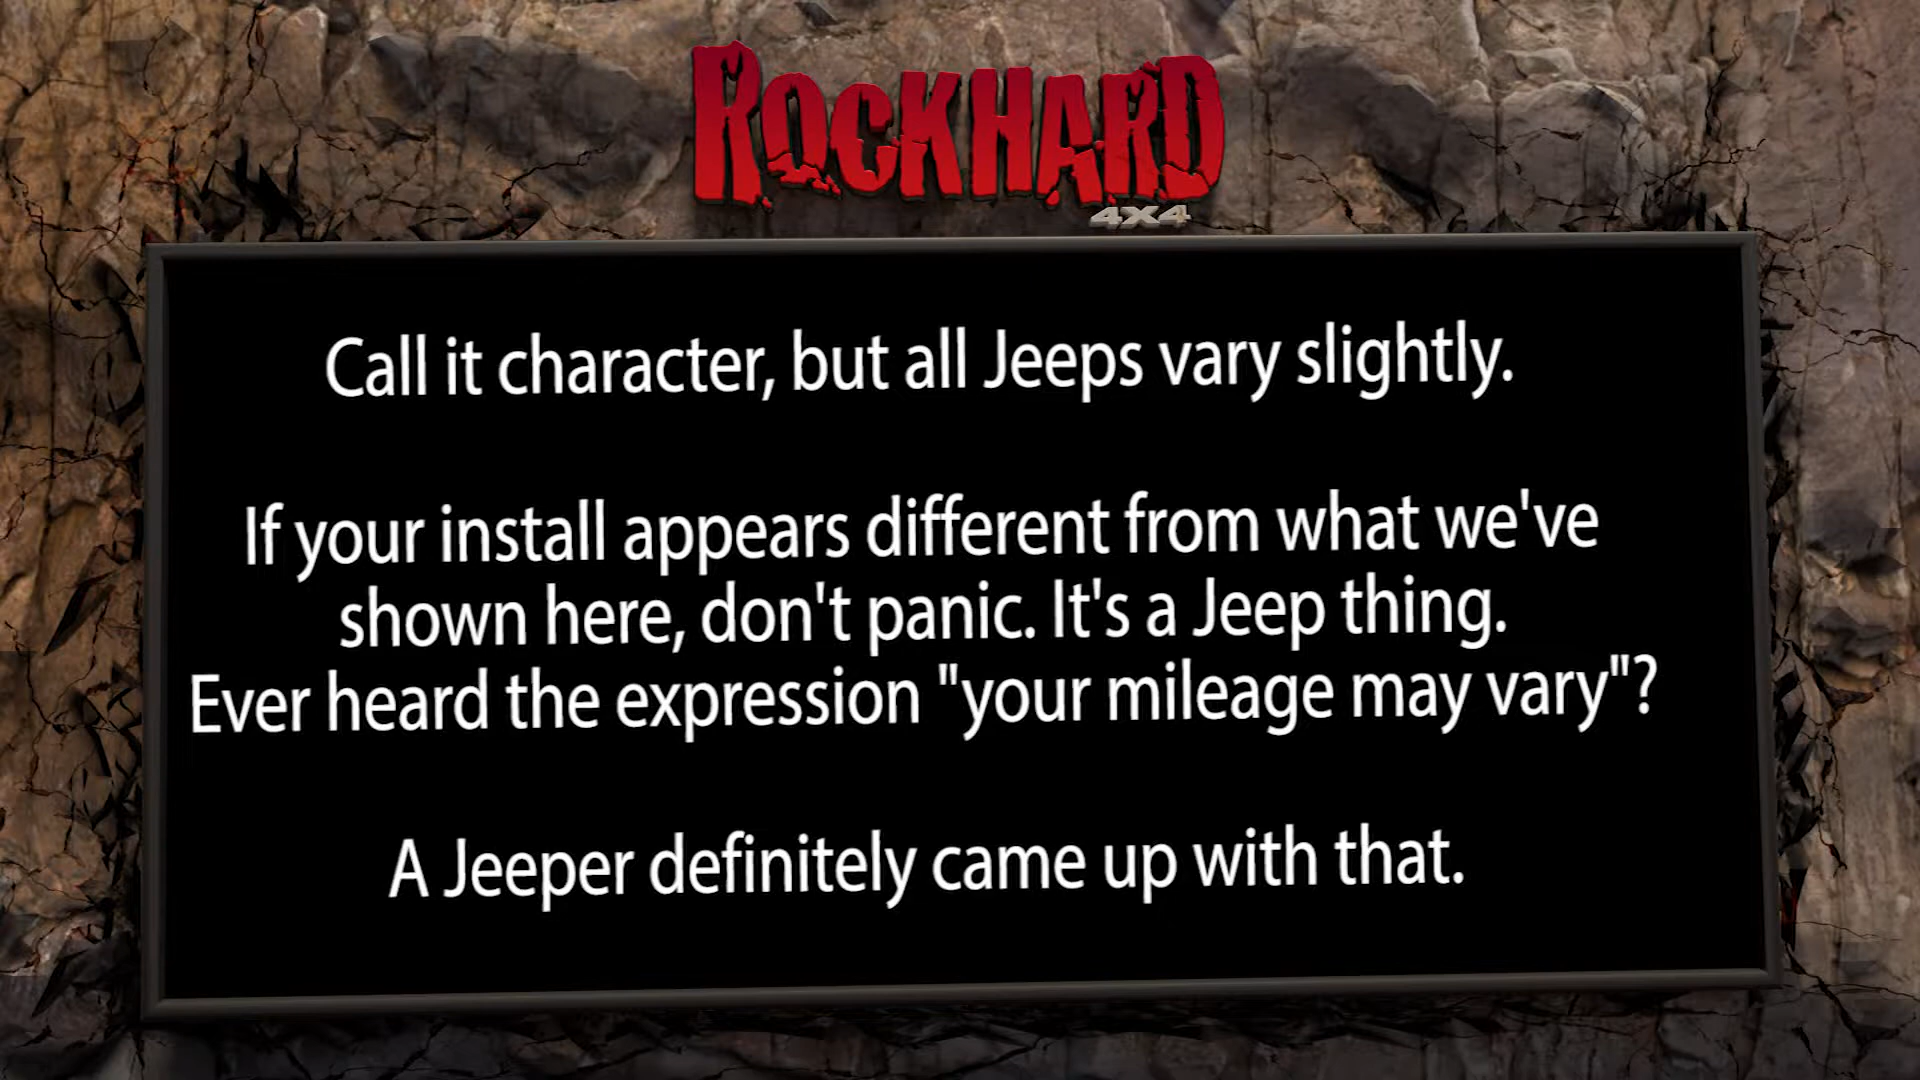 ROCKHARD
4X4
Call it character, but all Jeeps vary slightly.
If your install appears different from what we've
shown here, don't panic. It's a Jeep thing.
Ever heard the expression "your mileage may vary"?
A Jeeper definitely came up with that.